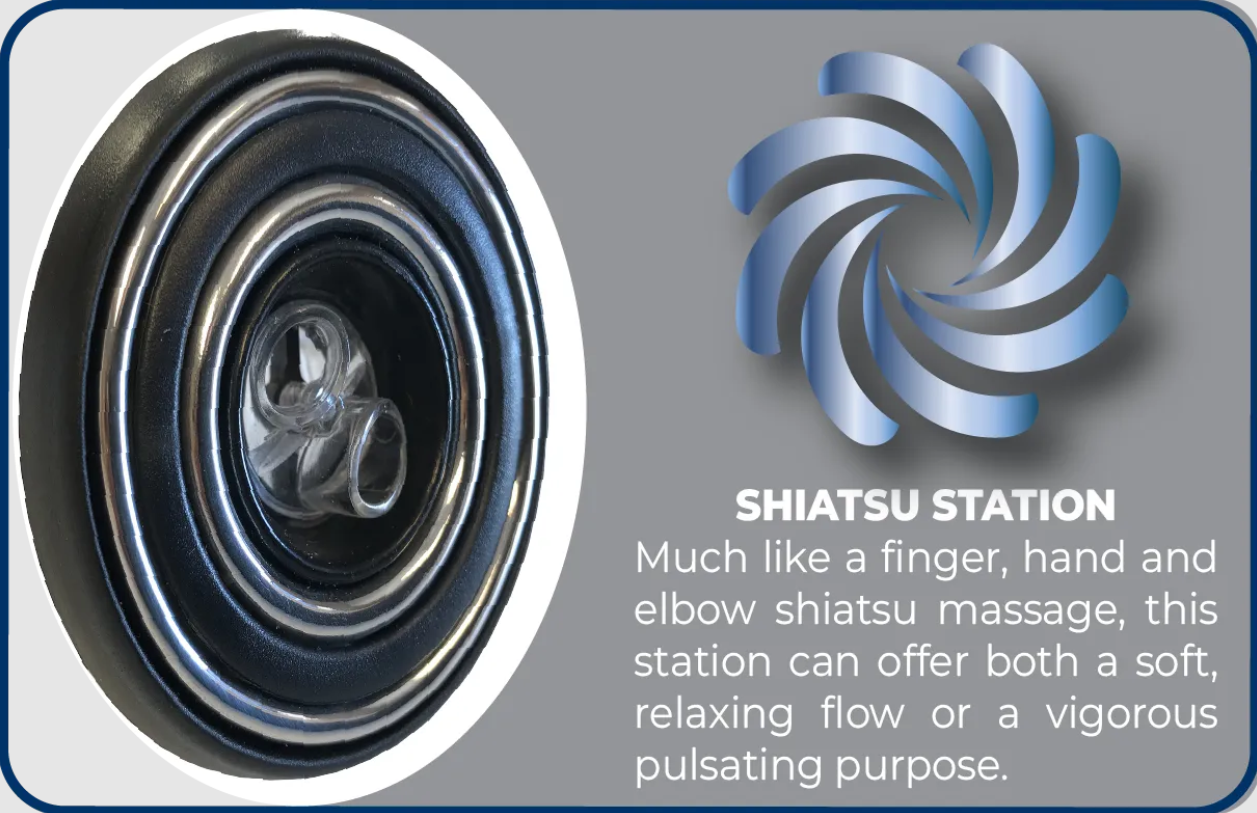 SHIATSU STATION
Much like a finger, hand and
elbow shiatsu massage, this
station can offer both a soft,
relaxing flow or a vigorous
pulsating purpose.